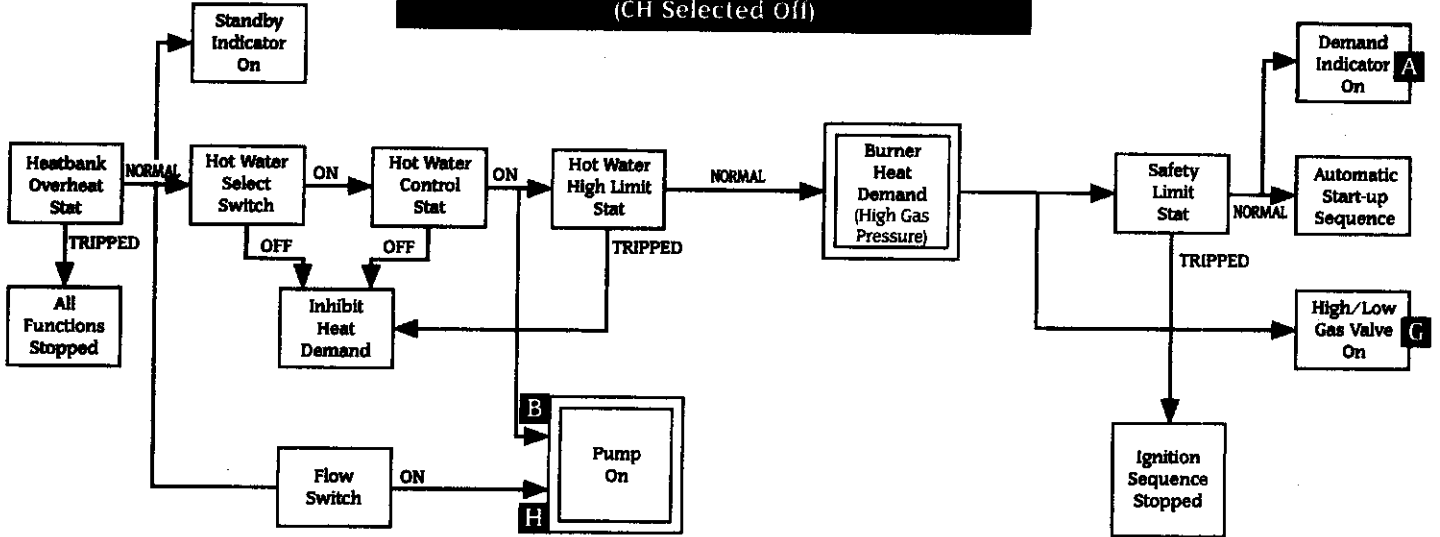 (CH Selected Off)
Standby
Indicator
On
Demand
Indicator
On
A
Heatbank
Overheat
Stat
NORMAL
TRIPPED
Hot Water
Select
Switch
ON
OFF
Hot Water
Control
Stat
ON
OFF
Hot Water
High Limit
Stat
NORMAL
TRIPPED
Burner
Heat
Demand
(High Gas
Pressure)
Safety
Limit
Stat
NORMAL
TRIPPED
Automatic
Start-up
Sequence
All
Functions
Stopped
Inhibit
Heat
Demand
High/Low
Gas Valve
On
G
B
Pump
On
H
Flow
Switch
ON
Ignition
Sequence
Stopped